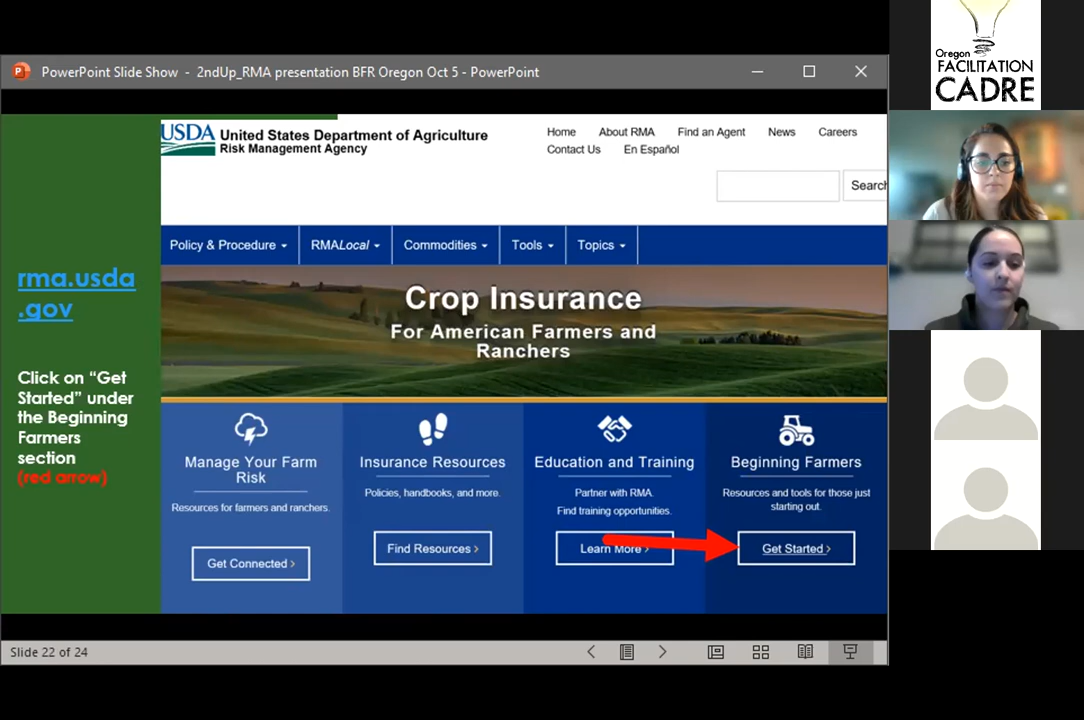 PowerPoint Slide Show - 2ndUp_RMA presentation BFR Oregon Oct 5 - PowerPoint
rma.usda
.gov
Click on “Get
Started” under
the Beginning
Farmers
section
(red arrow)
USDA
United States Department of Agriculture
Risk Management Agency
Home About RMA Find an Agent News Careers
Contact Us En Español
Search
Policy & Procedure RMALocal Commodities Tools Topics
Crop Insurance
For American Farmers and
Ranchers
Manage Your Farm
Risk
Resources for farmers and ranchers.
Get Connected ›
Insurance Resources
Policies, handbooks, and more.
Find Resources ›
Education and Training
Partner with RMA.
Find training opportunities.
Learn More ›
Beginning Farmers
Resources and tools for those just
starting out.
Get Started ›
Slide 22 of 24
Oregon
FACILITATION
CADRE